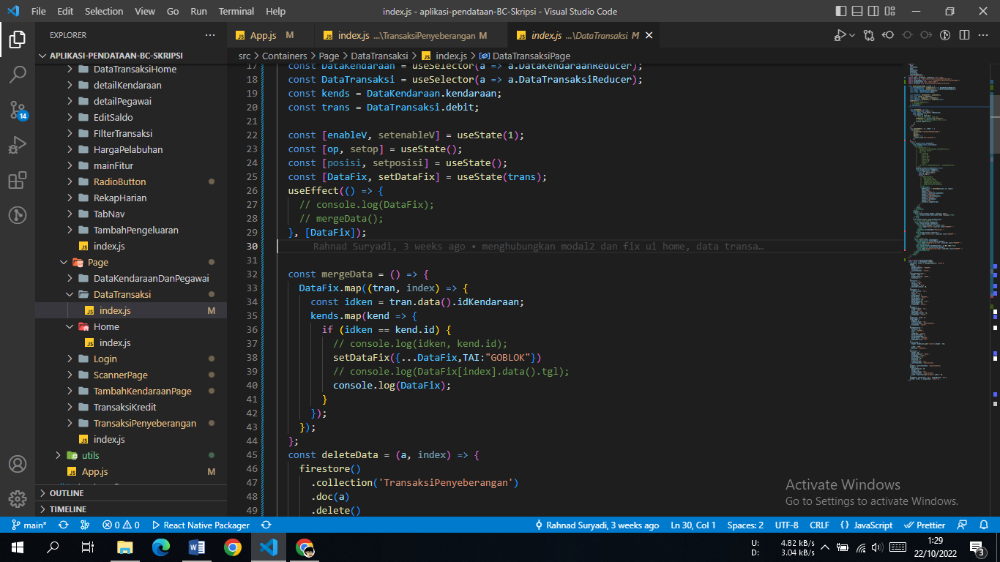 File Edit Selection View Go Run Terminal Help index.js - aplikasi-pendataan-BC-Skripsi - Visual Studio Code
EXPLORER
APLIKASI-PENDATAAN-BC-SKRIPSI
DataTransaksiHome
detailKendaraan
detailPegawai
EditSaldo
FIlterTransaksi
HargaPelabuhan
mainFitur
RadioButton
RekapHarian
TabNav
TambahPengeluaran
index.js
Page
DataKendaraanDanPegawai
DataTransaksi
index.js M
Home
index.js
Login
ScannerPage
TambahKendaraanPage
TransaksiKredit
TransaksiPenyeberangan
index.js
utils
App.js M
OUTLINE
TIMELINE
14
App.js M index.js ...\TransaksiPenyeberangan M index.js ...\DataTransaksi M
src > Containers > Page > DataTransaksi > index.js > DataTransaksiPage
17 const DataKendaraan = useSelector(a => a.DataKendaraanReducer);
18 const DataTransaksi = useSelector(a => a.DataTransaksiReducer);
19 const kends = DataKendaraan.kendaraan;
20 const trans = DataTransaksi.debit;
21
22 const [enableV, setenableV] = useState(1);
23 const [op, setop] = useState();
24 const [posisi, setposisi] = useState();
25 const [DataFix, setDataFix] = useState(trans);
26 useEffect(() => {
27 // console.log(DataFix);
28 // mergeData();
29 }, [DataFix]);
30 Rahnad Suryadi, 3 weeks ago • menghubungkan modal2 dan fix ui home, data transa…
31
32 const mergeData = () => {
33 DataFix.map((tran, index) => {
34 const idken = tran.data().idKendaraan;
35 kends.map(kend => {
36 if (idken == kend.id) {
37 // console.log(idken, kend.id);
38 setDataFix({...DataFix,TAI:"GOBLOK"})
39 // console.log(DataFix[index].data().tgl);
40 console.log(DataFix);
41 }
42 });
43 });
44 };
45 const deleteData = (a, index) => {
46 firestore()
47 .collection('TransaksiPenyeberangan')
48 .doc(a)
49 .delete()
Activate Windows
Go to Settings to activate Windows.
main* 0 0 React Native Packager Rahnad Suryadi, 3 weeks ago Ln 30, Col 1 Spaces: 2 UTF-8 CRLF {} JavaScript Prettier
U: 4.82 kB/s
D: 3.04 kB/s
1:29
22/10/2022
3